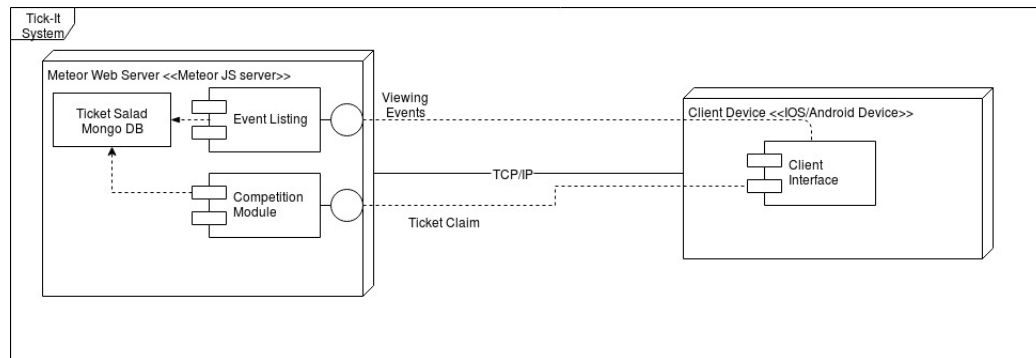 Tick-It
System
Meteor Web Server <<Meteor JS server>>
Ticket Salad
Mongo DB
Event Listing
Viewing
Events
Client Device <<IOS/Android Device>>
Client
Interface
TCP/IP
Competition
Module
Ticket Claim